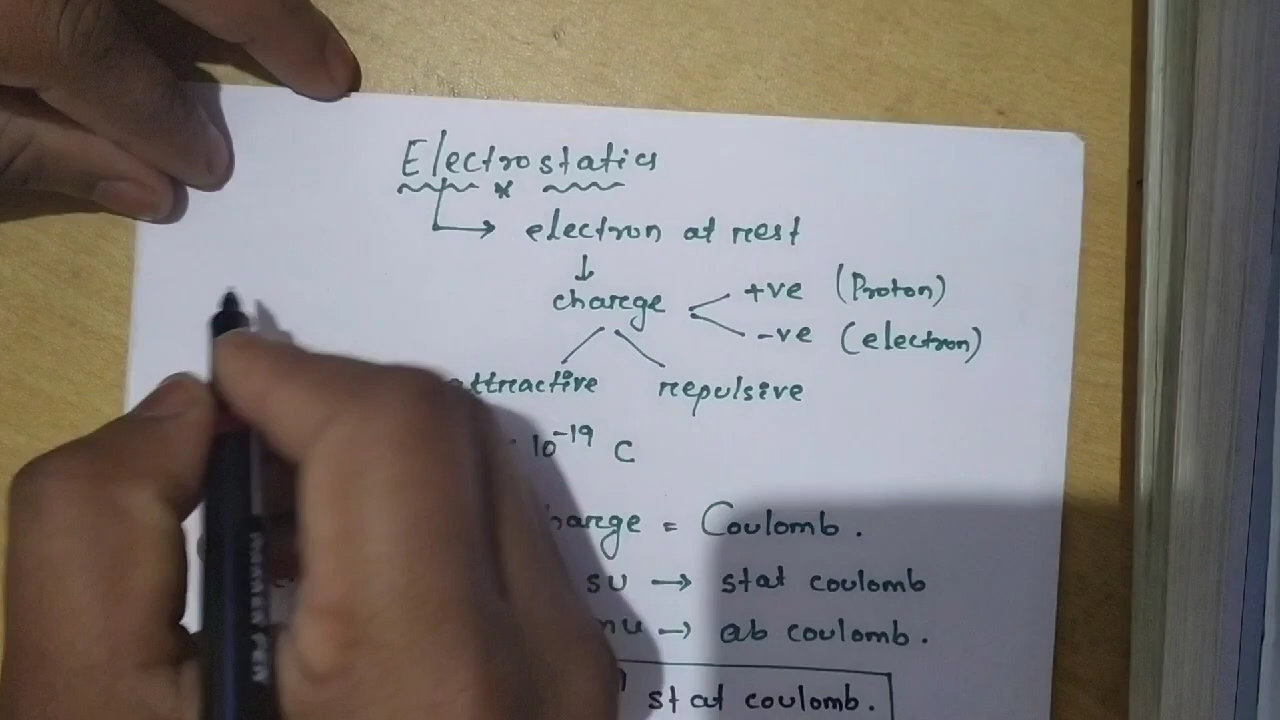 Electrostatics
→ electron at rest
↓
charge +ve (Proton)
-ve (electron)
attractive repulsive
10⁻¹⁹ C
harge = Coulomb.
su → stat coulomb
mu → ab coulomb.
stat coulomb.